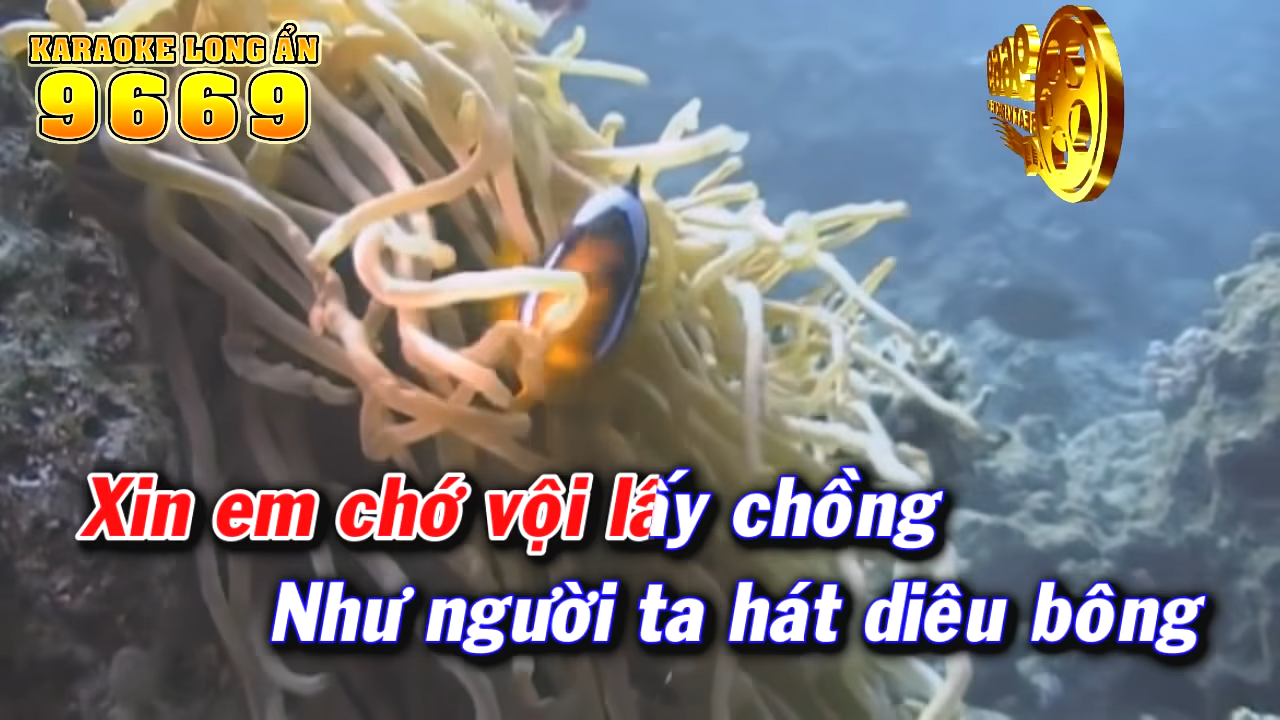 KARAOKE LONG ẨN
9669
Xin em chớ vội lấy chồng
Như người ta hát diêu bông